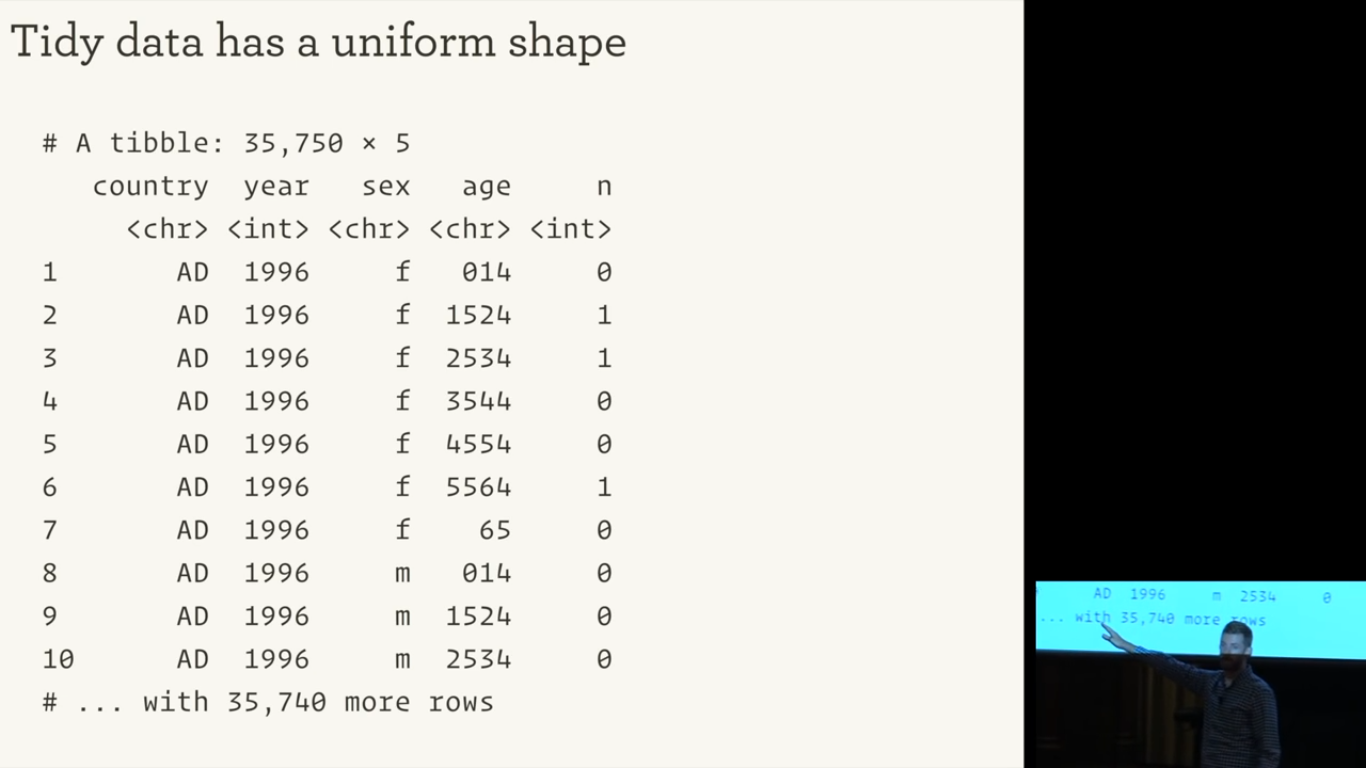 Tidy data has a uniform shape
# A tibble: 35,750 × 5
country year sex age n
<chr> <int> <chr> <chr> <int>
1 AD 1996 f 014 0
2 AD 1996 f 1524 1
3 AD 1996 f 2534 1
4 AD 1996 f 3544 0
5 AD 1996 f 4554 0
6 AD 1996 f 5564 1
7 AD 1996 f 65 0
8 AD 1996 m 014 0
9 AD 1996 m 1524 0
10 AD 1996 m 2534 0
# ... with 35,740 more rows
AD 1996 m 2534 0
... with 35,740 more rows